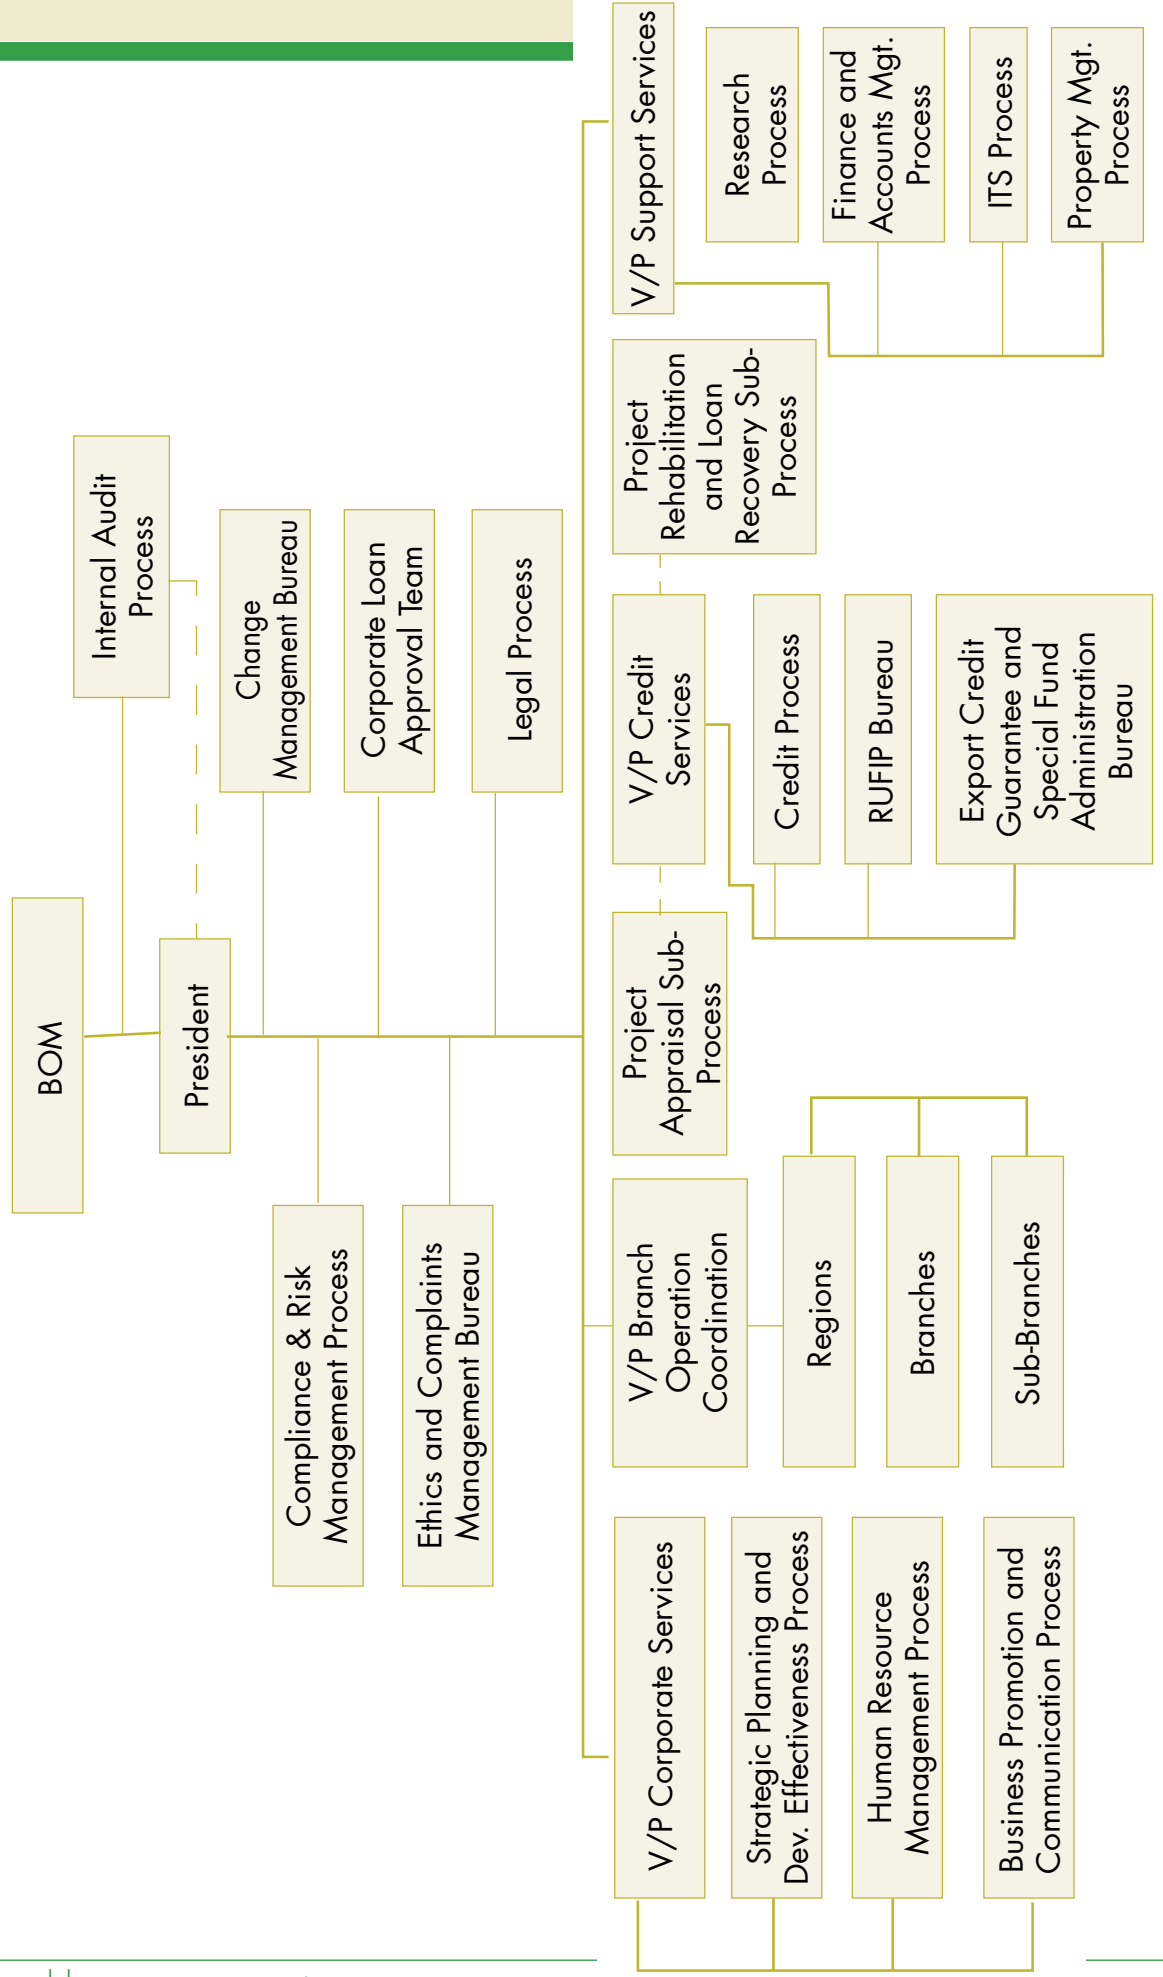 BOM
Internal Audit
Process
President
Change
Management Bureau
Compliance & Risk
Management Process
Corporate Loan
Approval Team
Ethics and Complaints
Management Bureau
Legal Process
V/P Corporate Services
V/P Branch
Operation
Coordination
Project
Appraisal Sub-
Process
V/P Credit
Services
Project
Rehabilitation
and Loan
Recovery Sub-
Process
V/P Support Services
Strategic Planning and
Dev. Effectiveness Process
Human Resource
Management Process
Business Promotion and
Communication Process
Regions
Branches
Sub-Branches
Credit Process
RUFIP Bureau
Export Credit
Guarantee and
Special Fund
Administration
Bureau
Research
Process
Finance and
Accounts Mgt.
Process
ITS Process
Property Mgt.
Process